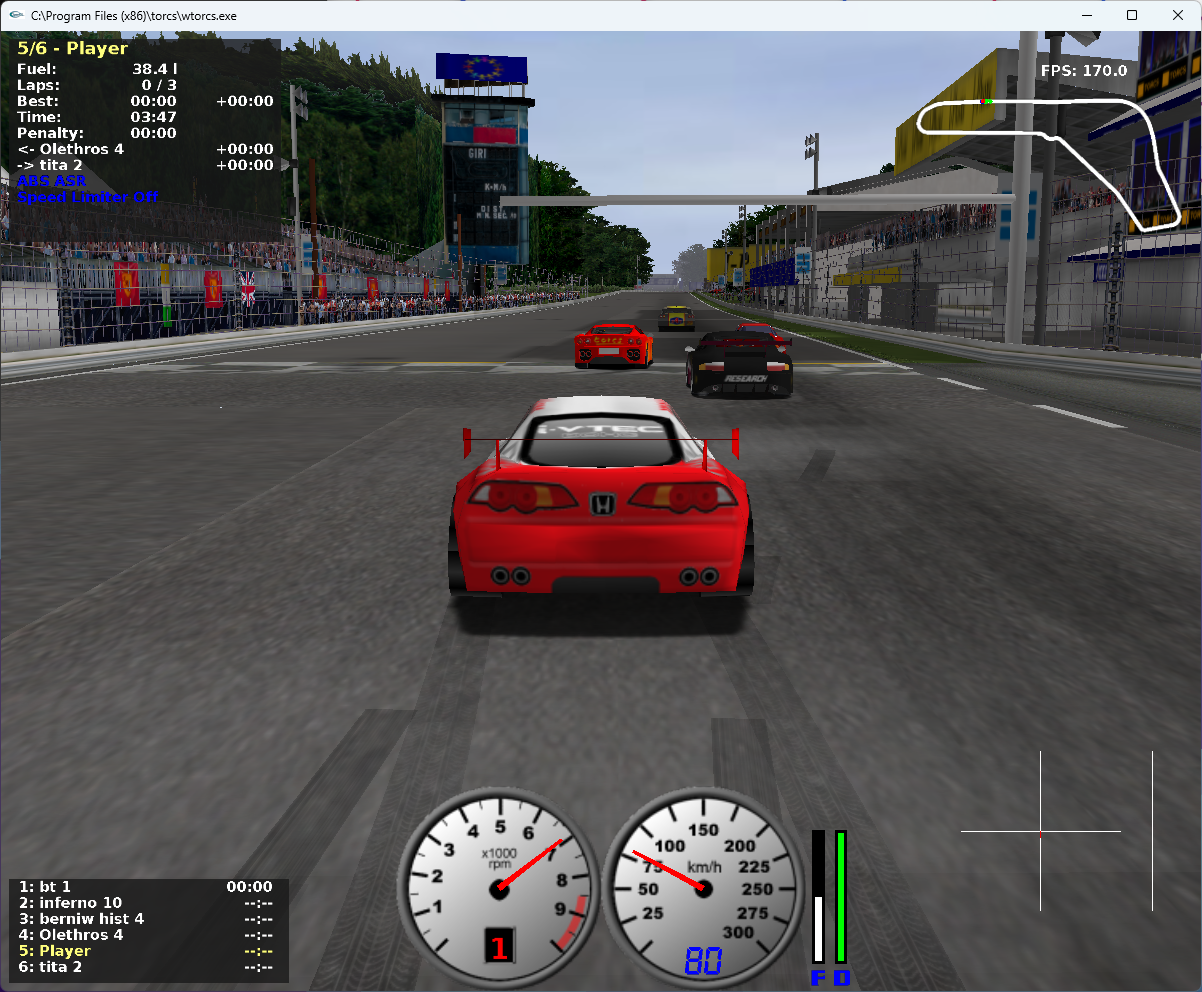 C:\Program Files (x86)\torcs\wtorcs.exe
5/6 - Player
Fuel: 38.4 l
Laps: 0 / 3
Best: 00:00 +00:00
Time: 03:47
Penalty: 00:00
<- Olethros 4 +00:00
-> tita 2 +00:00
ABS ASR
Speed Limiter Off
FPS: 170.0
GIRI
K-M/h
torcs
RESEARCH
i-VTEC
H
1 2 3 4 5 6 7 8 9
x1000
rpm
1
25 50 75 100 150 200 225 250 275 300
km/h
80
F D
1: bt 1 00:00
2: inferno 10 --:--
3: berniw hist 4 --:--
4: Olethros 4 --:--
5: Player --:--
6: tita 2 --:--